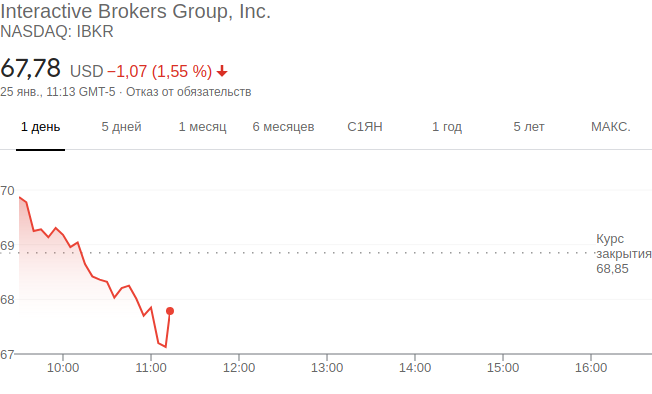 Interactive Brokers Group, Inc.
NASDAQ: IBKR
67,78 USD −1,07 (1,55 %)
25 янв., 11:13 GMT-5 · Отказ от обязательств
1 день 5 дней 1 месяц 6 месяцев С1ЯН 1 год 5 лет МАКС.
70
69
68
67
Курс
закрытия
68,85
10:00 11:00 12:00 13:00 14:00 15:00 16:00